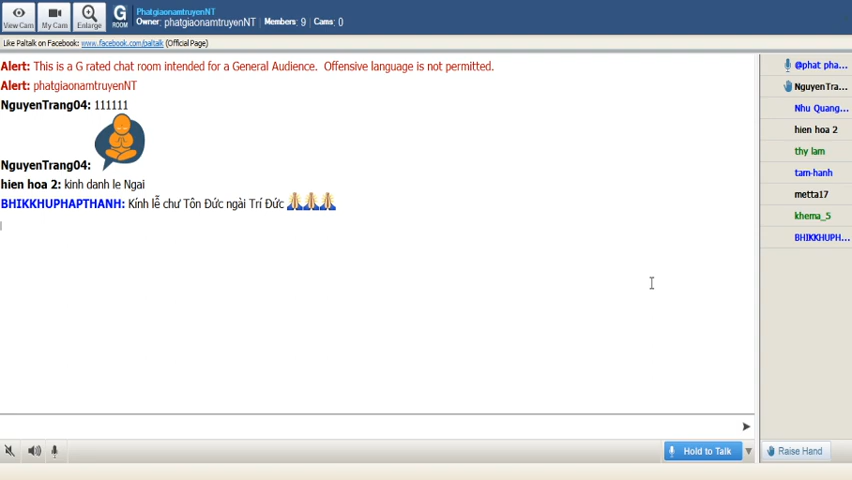 View Cam
My Cam
Enlarge
G
ROOM
PhatgiaonamtruyenNT
Owner: phatgiaonamtruyenNT Members: 9 Cams: 0
Like Paltalk on Facebook: www.facebook.com/paltalk (Official Page)
Alert: This is a G rated chat room intended for a General Audience. Offensive language is not permitted.
Alert: phatgiaonamtruyenNT
NguyenTrang04: 111111
NguyenTrang04:
hien hoa 2: kinh danh le Ngai
BHIKKHUPHAPTHANH: Kính lễ chư Tôn Đức ngài Trí Đức
@phat pha...
NguyenTra...
Nhu Quang...
hien hoa 2
thy lam
tam-hanh
metta17
khema_5
BHIKKUPH...
Hold to Talk
Raise Hand